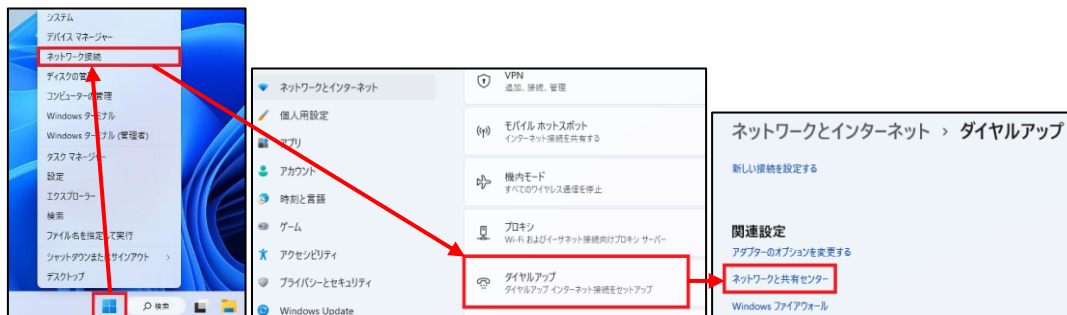 システム
デバイス マネージャー
ネットワーク接続
ディスクの管理
コンピューターの管理
Windows ターミナル
Windows ターミナル (管理者)
タスク マネージャー
設定
エクスプローラー
検索
ファイル名を指定して実行
シャットダウンまたはサインアウト >
デスクトップ
検索
ネットワークとインターネット
個人用設定
アプリ
アカウント
時刻と言語
ゲーム
アクセシビリティ
プライバシーとセキュリティ
Windows Update
VPN
追加、接続、管理
モバイル ホットスポット
インターネット接続を共有する
機内モード
すべてのワイヤレス通信を停止
プロキシ
Wi-Fi およびイーサネット接続向けプロキシ サーバー
ダイヤルアップ
ダイヤルアップ インターネット接続をセットアップ
ネットワークとインターネット > ダイヤルアップ
新しい接続を設定する
関連設定
アダプターのオプションを変更する
ネットワークと共有センター
Windows ファイアウォール